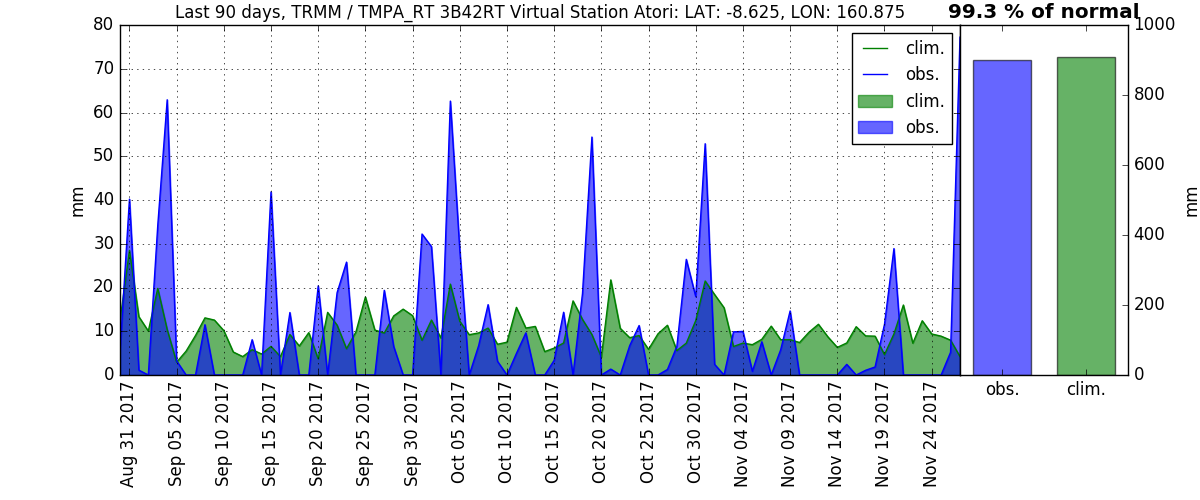 Last 90 days, TRMM / TMPA_RT 3B42RT Virtual Station Atori: LAT: -8.625, LON: 160.875
99.3 % of normal
80
70
60
50
40
30
20
10
0
mm
clim.
obs.
clim.
obs.
1000
800
600
400
200
0
mm
obs.
clim.
Aug 31 2017
Sep 05 2017
Sep 10 2017
Sep 15 2017
Sep 20 2017
Sep 25 2017
Sep 30 2017
Oct 05 2017
Oct 10 2017
Oct 15 2017
Oct 20 2017
Oct 25 2017
Oct 30 2017
Nov 04 2017
Nov 09 2017
Nov 14 2017
Nov 19 2017
Nov 24 2017